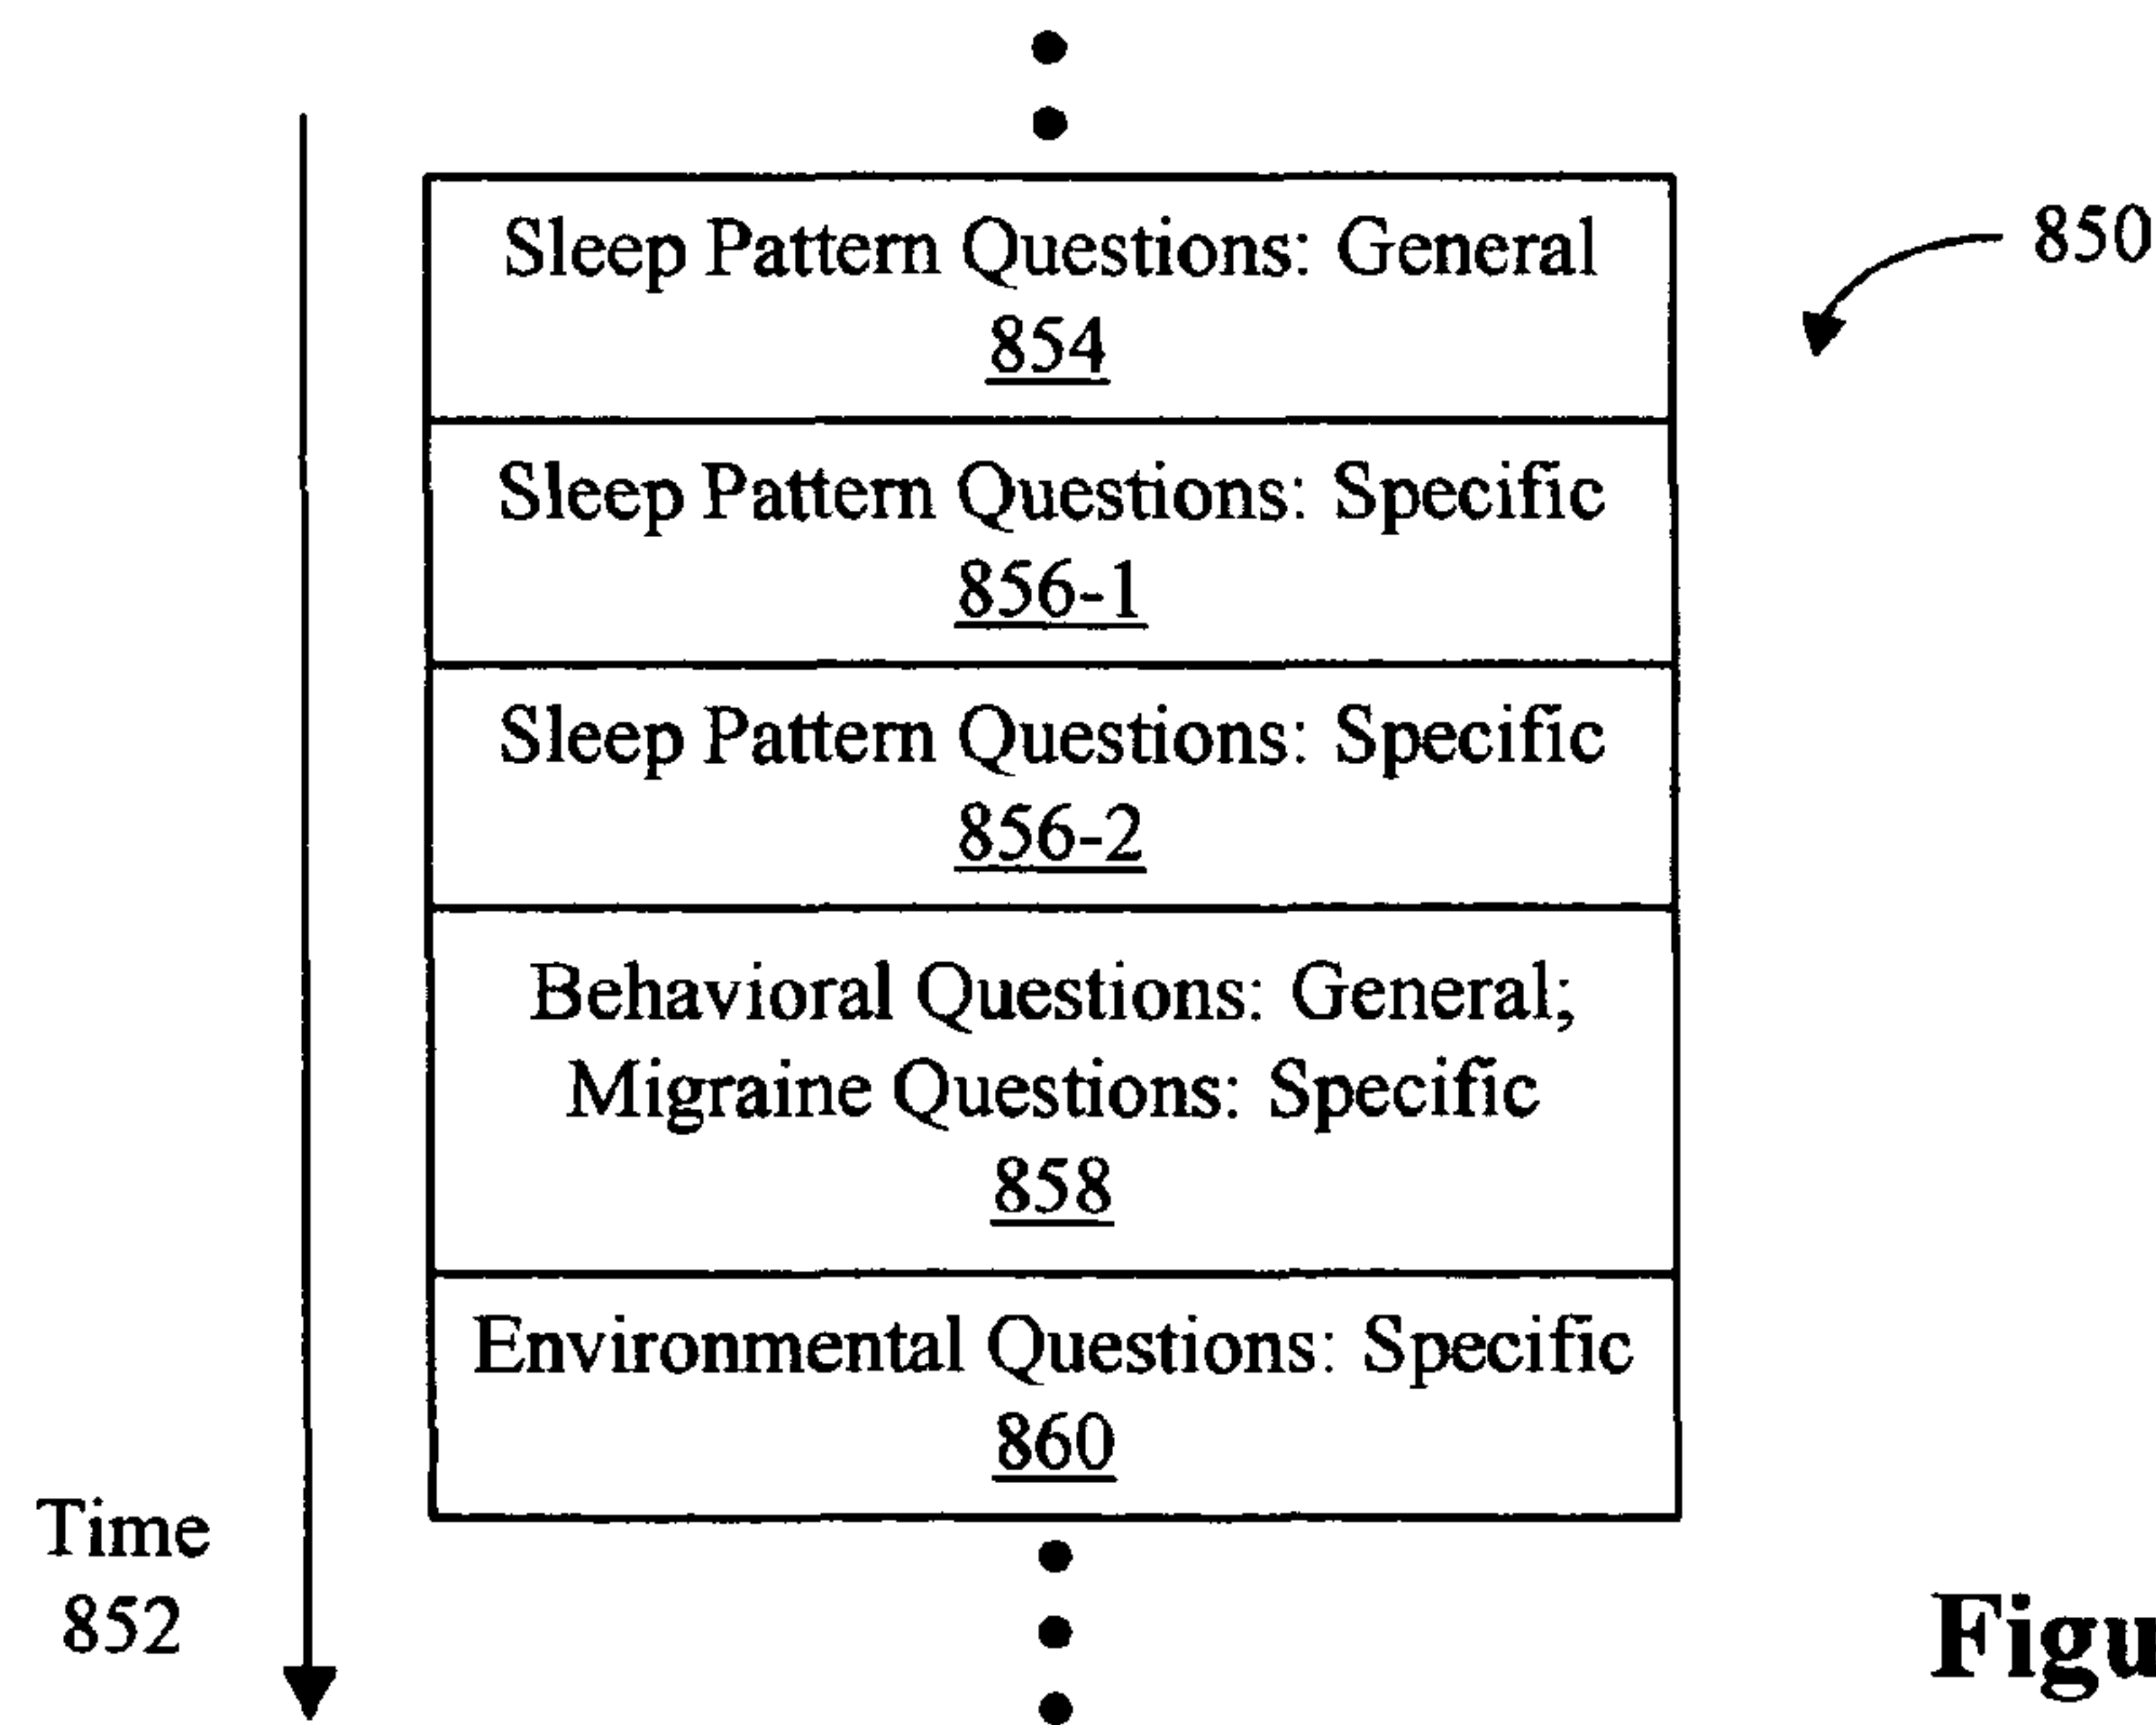 Sleep Pattern Questions: General
854
850
Sleep Pattern Questions: Specific
856-1
Sleep Pattern Questions: Specific
856-2
Behavioral Questions: General;
Migraine Questions: Specific
858
Environmental Questions: Specific
860
Time
852
Figu